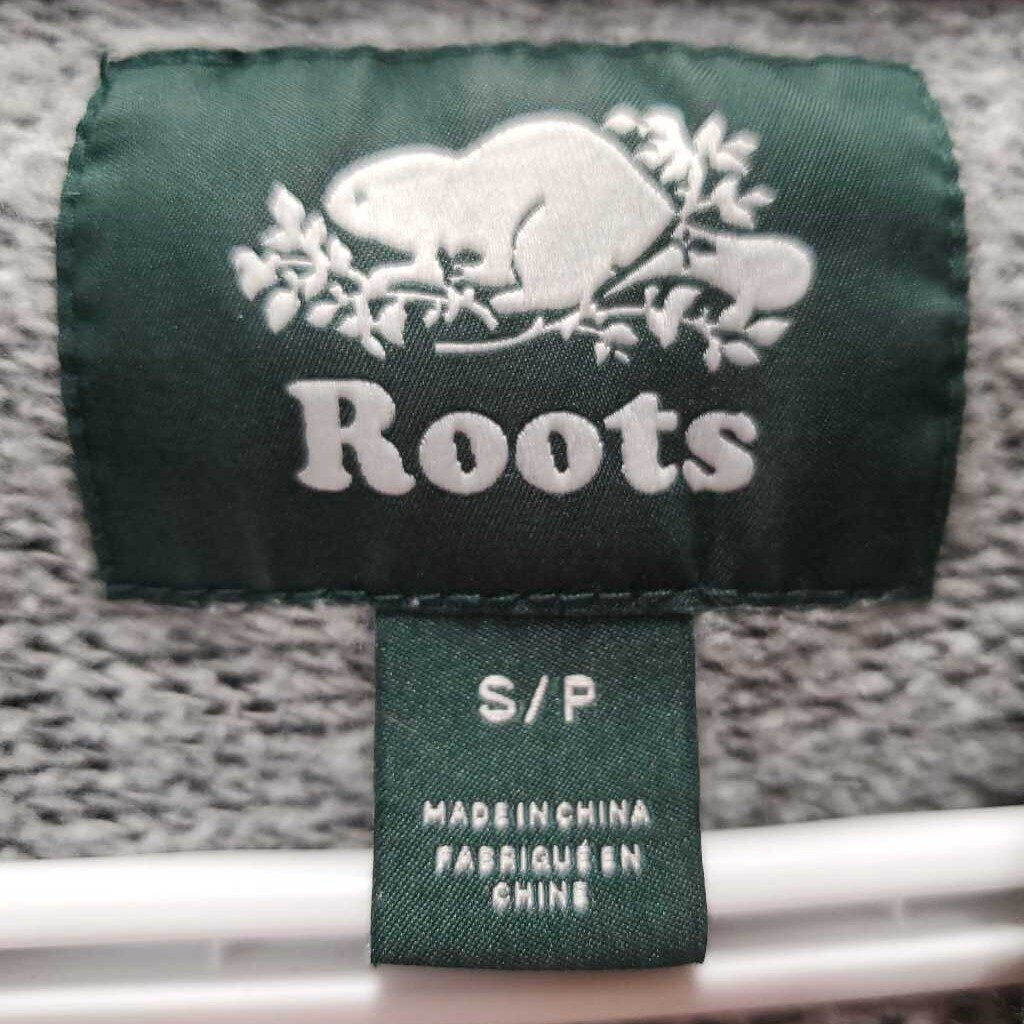 Roots
S/P
MADE IN CHINA
FABRIQUÉ EN
CHINE